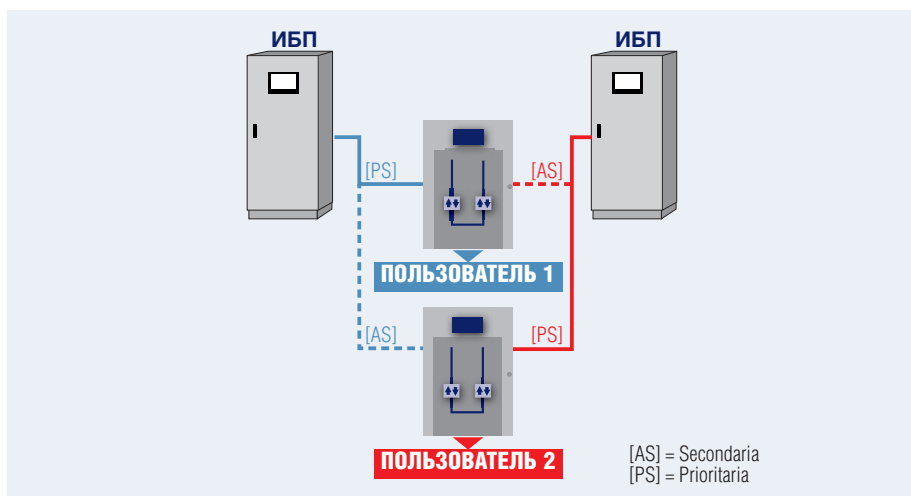 ИБП
ИБП
[PS]
[AS]
ПОЛЬЗОВАТЕЛЬ 1
[AS]
[PS]
ПОЛЬЗОВАТЕЛЬ 2
[AS] = Secondaria
[PS] = Prioritaria